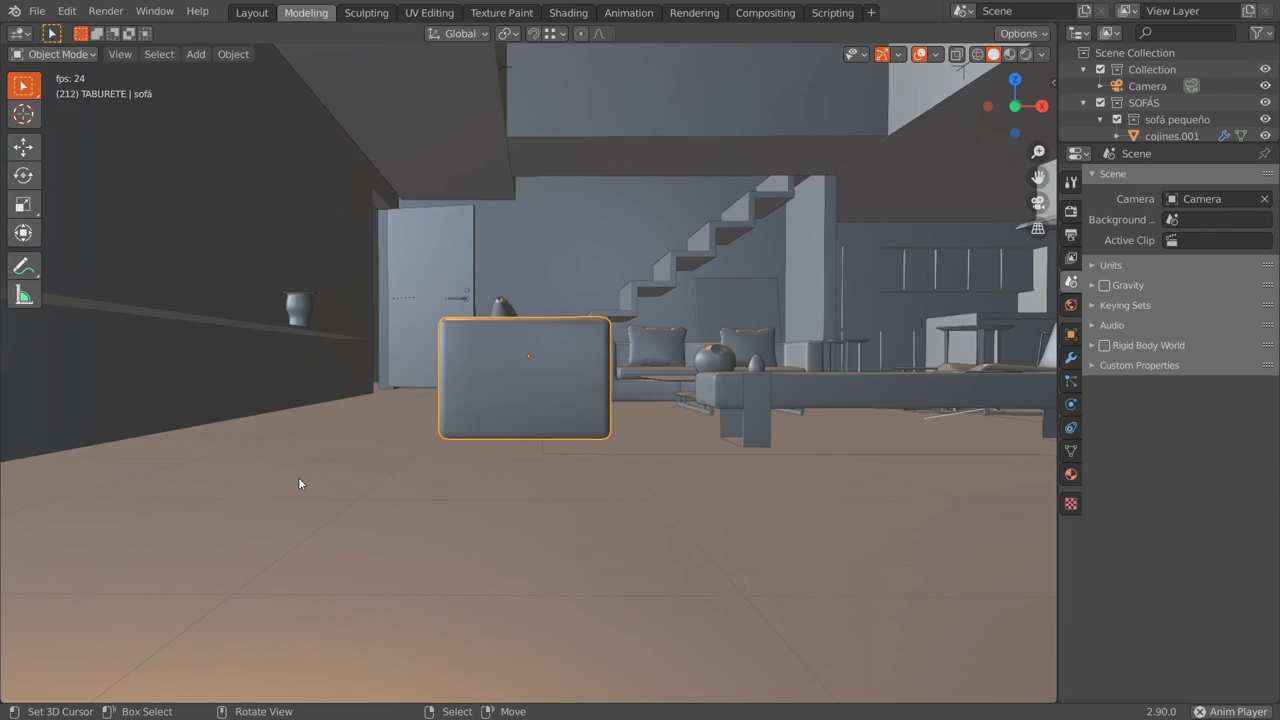 File Edit Render Window Help Layout Modeling Sculpting UV Editing Texture Paint Shading Animation Rendering Compositing Scripting + Scene View Layer
Global Options
Object Mode View Select Add Object
fps: 24
(212) TABURETE | sofá
Z
X
Scene Collection
Collection
Camera
SOFÁS
sofá pequeño
cojines.001
Scene
Scene
Camera Camera
Background ...
Active Clip
Units
Gravity
Keying Sets
Audio
Rigid Body World
Custom Properties
Set 3D Cursor Box Select Rotate View Select Move 2.90.0 Anim Player